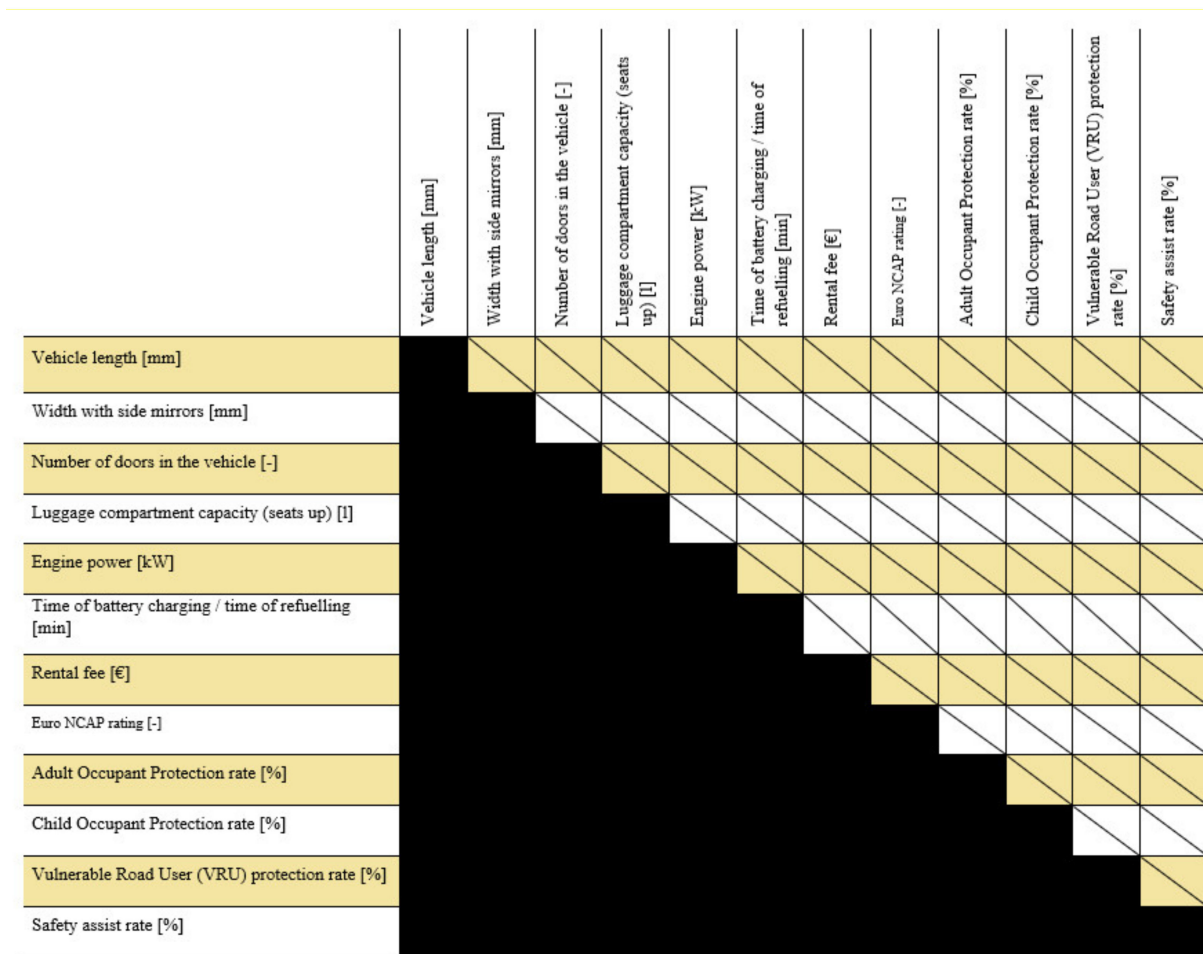 Vehicle length [mm]
Width with side mirrors [mm]
Number of doors in the vehicle [-]
Luggage compartment capacity (seats
up) [l]
Engine power [kW]
Time of battery charging / time of
refuelling [min]
Rental fee [€]
Euro NCAP rating [-]
Adult Occupant Protection rate [%]
Child Occupant Protection rate [%]
Vulnerable Road User (VRU) protection
rate [%]
Safety assist rate [%]
Vehicle length [mm]
Width with side mirrors [mm]
Number of doors in the vehicle [-]
Luggage compartment capacity (seats up) [l]
Engine power [kW]
Time of battery charging / time of refuelling
[min]
Rental fee [€]
Euro NCAP rating [-]
Adult Occupant Protection rate [%]
Child Occupant Protection rate [%]
Vulnerable Road User (VRU) protection rate [%]
Safety assist rate [%]